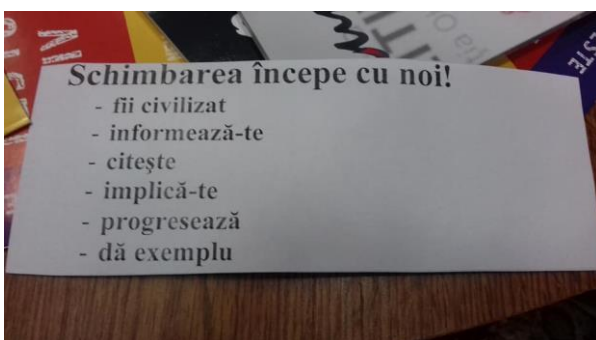 Schimbarea începe cu noi!
- fii civilizat
- informează-te
- citește
- implică-te
- progresează
- dă exemplu